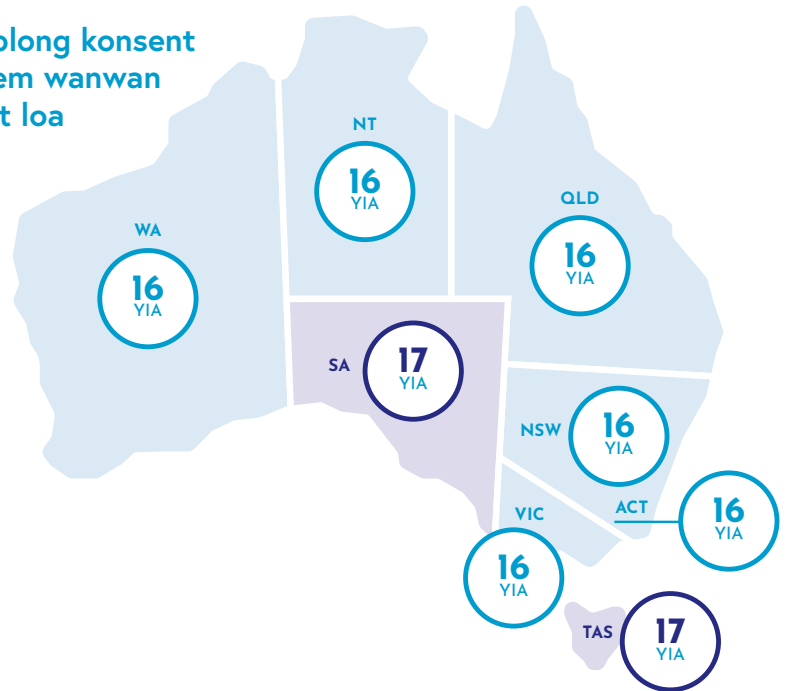 blong konsent
wanwan
loa
NT
16
YIA
QLD
16
YIA
WA
16
YIA
SA
17
YIA
NSW
16
YIA
ACT
16
YIA
VIC
16
YIA
TAS
17
YIA